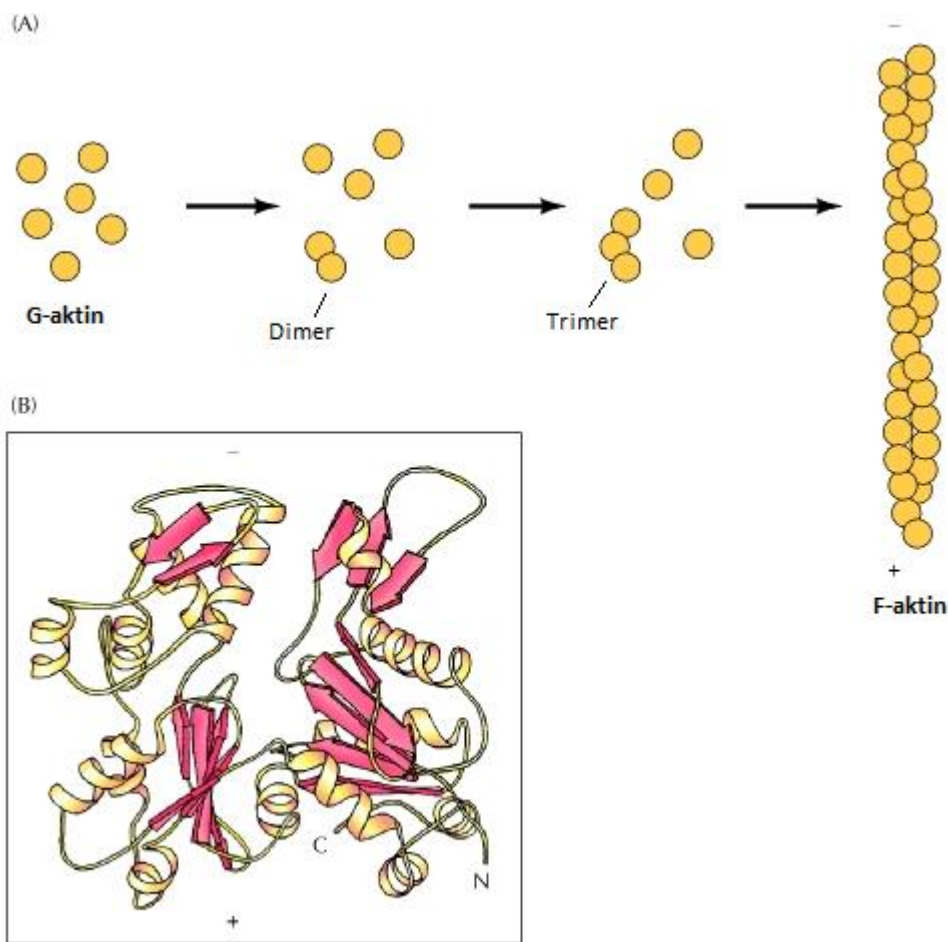 (A)
–
G-aktin
Dimer
Trimer
+
F-aktin
(B)
–
C
N
+